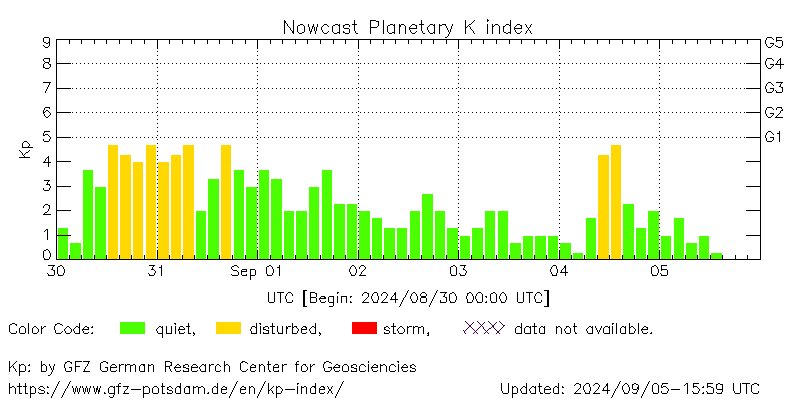 Nowcast Planetary K index
9 G5
8 G4
7 G3
6 G2
5 G1
4
Kp
3
2
1
0
30 31 Sep 01 02 03 04 05
UTC [Begin: 2024/08/30 00:00 UTC]
Color Code: quiet, disturbed, storm, data not available.
Kp: by GFZ German Research Center for Geosciencies
https://www.gfz-potsdam.de/en/kp-index/ Updated: 2024/09/05-15:59 UTC